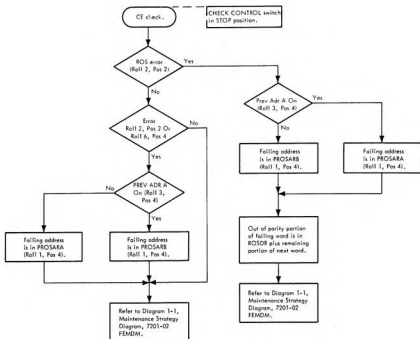 CE check.
CHECK CONTROL switch
in STOP position.
ROS error
(Roll 2, Pos 2)
Yes
No
Prev Adr A On
(Roll 3, Pos 4)
Yes
No
Error
Roll 2, Pos 2 Or
Roll 6, Pos 4
No
Yes
Failing address
is in PROSARB
(Roll 1, Pos 4).
Failing address
is in PROSARA
(Roll 1, Pos 4).
PREV ADR A
On (Roll 3,
Pos 4)
No
Yes
Failing address
is in PROSARA
(Roll 1, Pos 4).
Failing address
is in PROSARB
(Roll 1, Pos 4).
Out of parity portion
of failing word is in
ROSDR plus remaining
portion of next word.
Refer to Diagram 1-1,
Maintenance Strategy
Diagram, 7201-02
FEMDM.
Refer to Diagram 1-1,
Maintenance Strategy
Diagram, 7201-02
FEMDM.